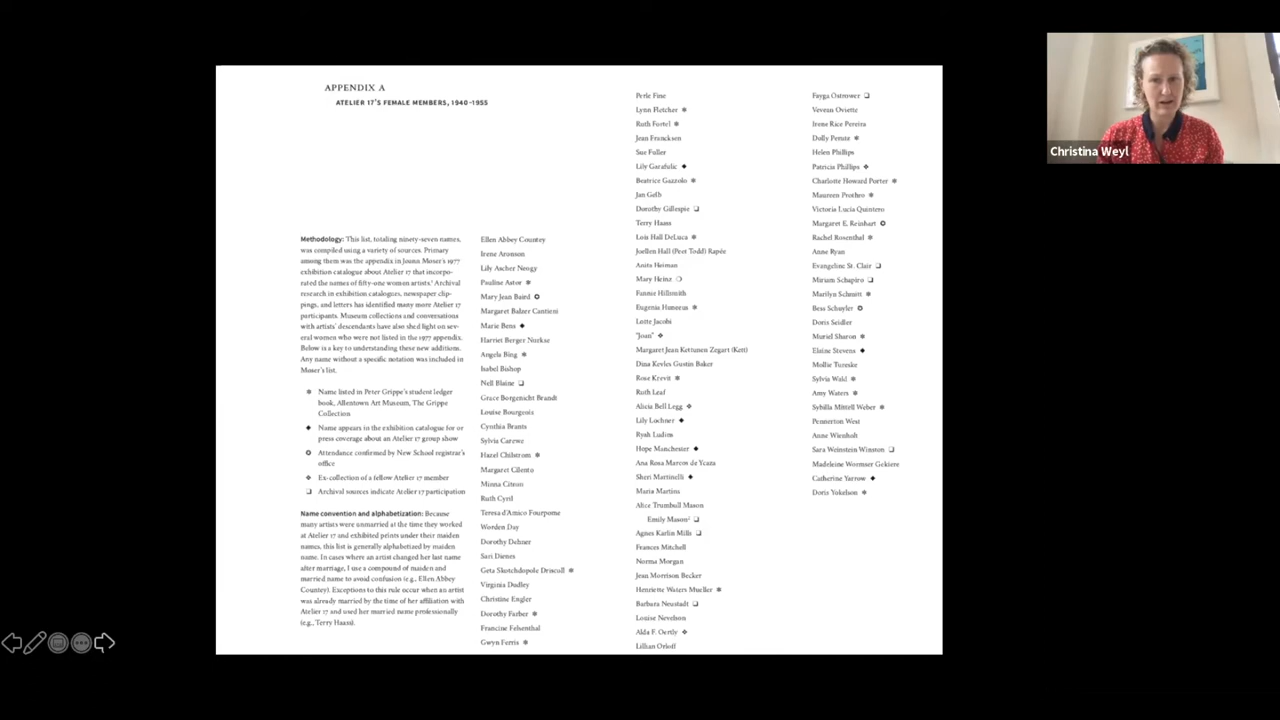 APPENDIX A
ATELIER 17'S FEMALE MEMBERS, 1940-1955
Methodology: This list, totaling ninety-seven names,
was compiled using a variety of sources. Primary
among them was the appendix in Joann Moser's 1977
exhibition catalogue about Atelier 17 that incorpo-
rated the names of fifty-one women artists.¹ Archival
research in exhibition catalogues, newspaper clip-
pings, and letters has identified many more Atelier 17
participants. Museum collections and conversations
with artists' descendants have also shed light on sev-
eral women who were not listed in the 1977 appendix.
Below is a key to understanding these new additions.
Any name without a specific notation was included in
Moser's list.
✻ Name listed in Peter Grippe's student ledger
book, Allentown Art Museum, The Grippe
Collection
◆ Name appears in the exhibition catalogue for or
press coverage about an Atelier 17 group show
✪ Attendance confirmed by New School registrar's
office
❖ Ex-collection of a fellow Atelier 17 member
❏ Archival sources indicate Atelier 17 participation
Name convention and alphabetization: Because
many artists were unmarried at the time they worked
at Atelier 17 and exhibited prints under their maiden
names, this list is generally alphabetized by maiden
name. In cases where an artist changed her last name
after marriage, I use a compound of maiden and
married name to avoid confusion (e.g., Ellen Abbey
Countey). Exceptions to this rule occur when an artist
was already married by the time of her affiliation with
Atelier 17 and used her married name professionally
(e.g., Terry Haass).
Ellen Abbey Countey
Irene Aronson
Lily Ascher Neogy
Pauline Astor ✻
Mary Jean Baird ✪
Margaret Balzer Cantieni
Marie Bens ◆
Harriet Berger Nurkse
Angela Bing ✻
Isabel Bishop
Nell Blaine ❏
Grace Borgenicht Brandt
Louise Bourgeois
Cynthia Brants
Sylvia Carewe
Hazel Chilstrom ✻
Margaret Cilento
Minna Citron
Ruth Cyril
Teresa d'Amico Fourpome
Worden Day
Dorothy Dehner
Sari Dienes
Geta Skotchdopole Driscoll ✻
Virginia Dudley
Christine Engler
Dorothy Farber ✻
Francine Felsenthal
Gwyn Ferris ✻
Perle Fine
Lynn Fletcher ✻
Ruth Fortel ✻
Jean Francksen
Sue Fuller
Lily Garafulic ◆
Beatrice Gazzolo ✻
Jan Gelb
Dorothy Gillespie ❏
Terry Haass
Lois Hall DeLuca ✻
Joellen Hall (Peet Todd) Rapée
Anita Heiman
Mary Heinz ❍
Fannie Hillsmith
Eugenia Hunerus ✻
Lotte Jacobi
"Joan" ❖
Margaret Jean Kettunen Zegart (Kett)
Dina Kevles Gustin Baker
Rose Krevit ✻
Ruth Leaf
Alicia Bell Legg ❖
Lily Lochner ◆
Ryah Ludins
Hope Manchester ◆
Ana Rosa Marcos de Ycaza
Sheri Martinelli ◆
Maria Martins
Alice Trumbull Mason
Emily Mason² ❏
Agnes Karlin Mills ❏
Frances Mitchell
Norma Morgan
Jean Morrison Becker
Henriette Waters Mueller ✻
Barbara Neustadt ❏
Louise Nevelson
Alda F. Oertly ❖
Lillian Orloff
Fayga Ostrower ❏
Vevean Oviette
Irene Rice Pereira
Dolly Perutz ✻
Helen Phillips
Patricia Phillips ❖
Charlotte Howard Porter ✻
Maureen Prothro ✻
Victoria Lucía Quintero
Margaret E. Reinhart ✪
Rachel Rosenthal ✻
Anne Ryan
Evangeline St. Clair ❏
Miriam Schapiro ❏
Marilyn Schmitt ✻
Bess Schuyler ✪
Doris Seidler
Muriel Sharon ✻
Elaine Stevens ◆
Mollie Tureske
Sylvia Wald ✻
Amy Waters ✻
Sybilla Mittell Weber ✻
Pennerton West
Anne Wienholt
Sara Weinstein Winston ❏
Madeleine Wormser Gekiere
Catherine Yarrow ◆
Doris Yokelson ✻
Christina Weyl